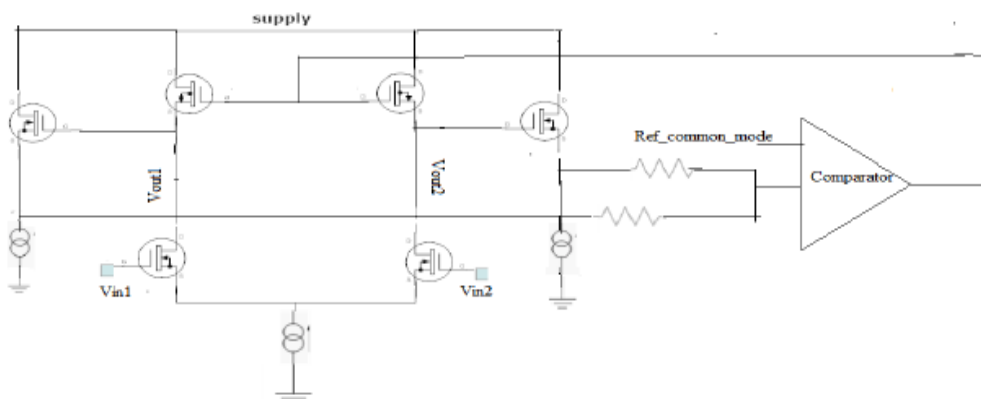 supply
Ref_common_mode
Comparator
Vout1
Vout2
Vin1
Vin2